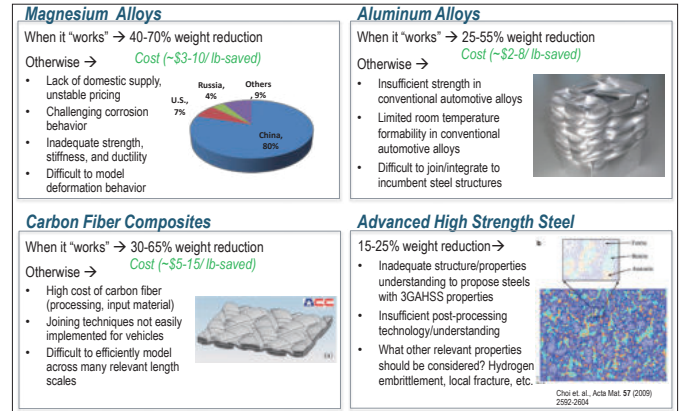 Magnesium Alloys
When it “works” → 40-70% weight reduction
Otherwise →
Cost (~$3-10/ lb-saved)
• Lack of domestic supply,
unstable pricing
• Challenging corrosion
behavior
• Inadequate strength,
stiffness, and ductility
• Difficult to model
deformation behavior
U.S.,
7%
Russia,
4%
Others
, 9%
China,
80%
Aluminum Alloys
When it “works” → 25-55% weight reduction
Otherwise →
Cost (~$2-8/ lb-saved)
• Insufficient strength in
conventional automotive alloys
• Limited room temperature
formability in conventional
automotive alloys
• Difficult to join/integrate to
incumbent steel structures
Carbon Fiber Composites
When it “works” → 30-65% weight reduction
Otherwise →
Cost (~$5-15/ lb-saved)
• High cost of carbon fiber
(processing, input material)
• Joining techniques not easily
implemented for vehicles
• Difficult to efficiently model
across many relevant length
scales
ACC
(a)
Advanced High Strength Steel
15-25% weight reduction→
• Inadequate structure/properties
understanding to propose steels
with 3GAHSS properties
• Insufficient post-processing
technology/understanding
• What other relevant properties
should be considered? Hydrogen
embrittlement, local fracture, etc.
b
Choi et. al., Acta Mat. 57 (2009)
2592-2604